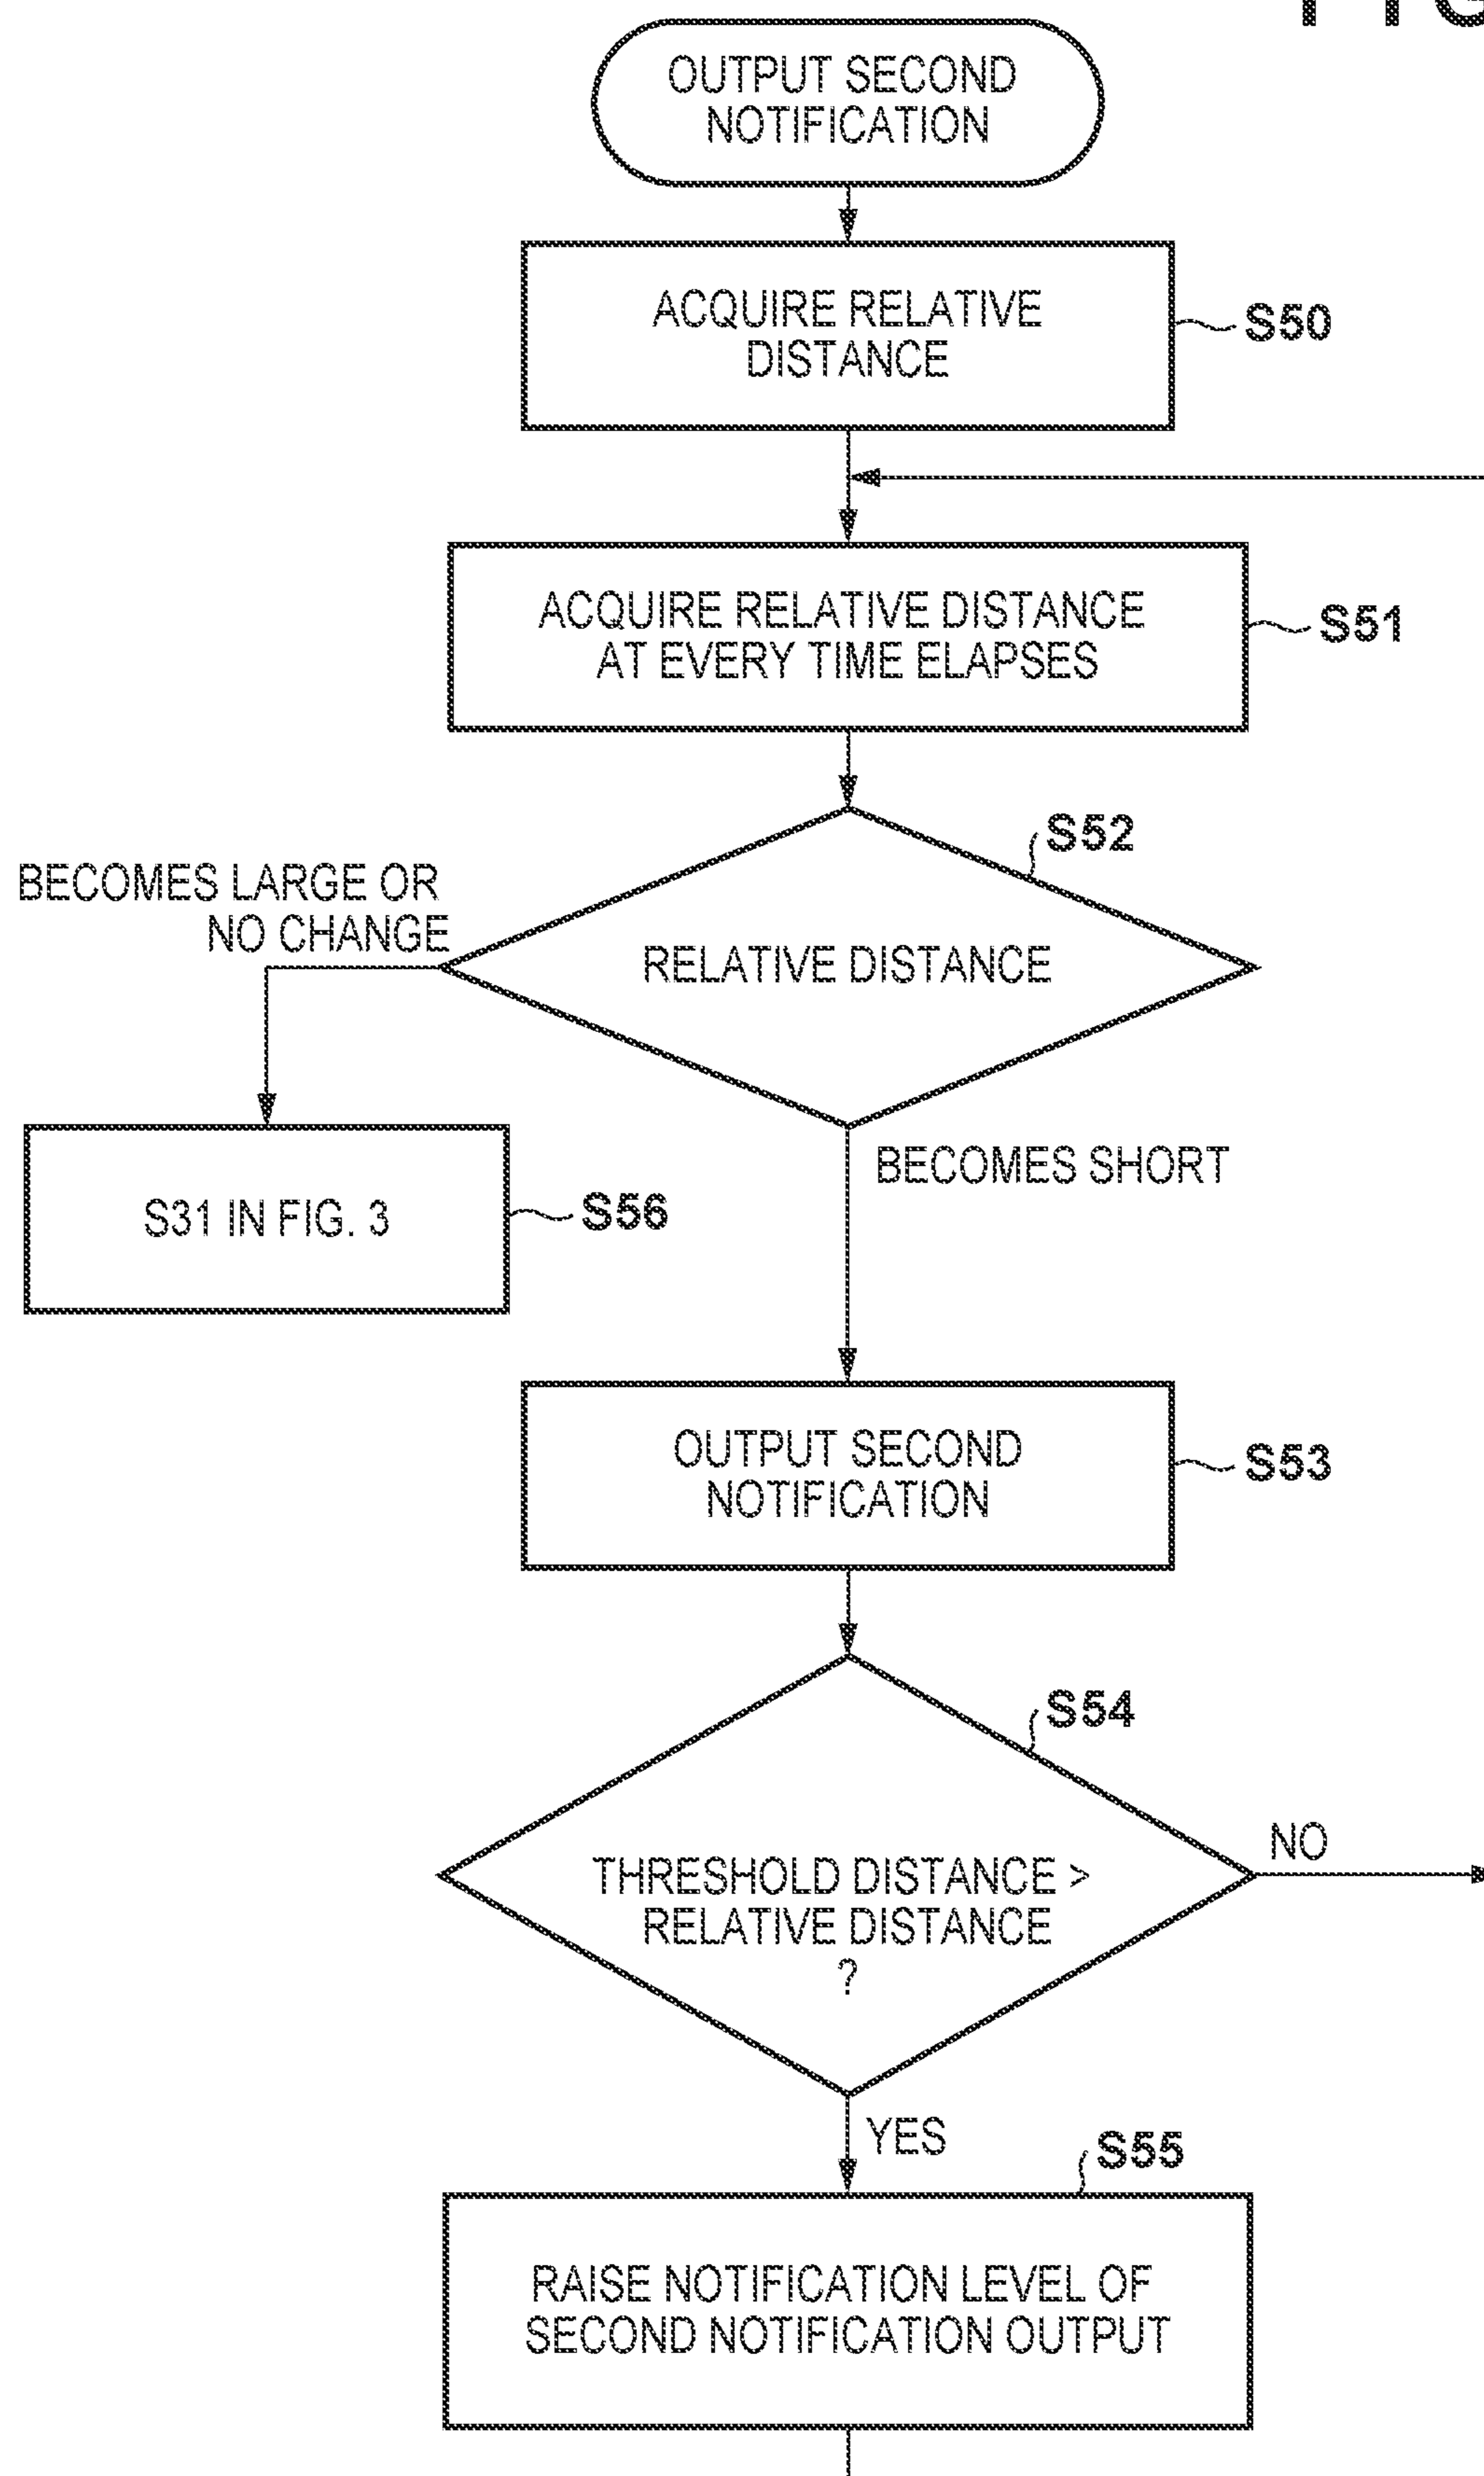 OUTPUT SECOND
NOTIFICATION
ACQUIRE RELATIVE
DISTANCE
S50
ACQUIRE RELATIVE DISTANCE
AT EVERY TIME ELAPSES
S51
S52
BECOMES LARGE OR
NO CHANGE
RELATIVE DISTANCE
BECOMES SHORT
S31 IN FIG. 3
S56
OUTPUT SECOND
NOTIFICATION
S53
S54
THRESHOLD DISTANCE >
RELATIVE DISTANCE
?
NO
YES
S55
RAISE NOTIFICATION LEVEL OF
SECOND NOTIFICATION OUTPUT